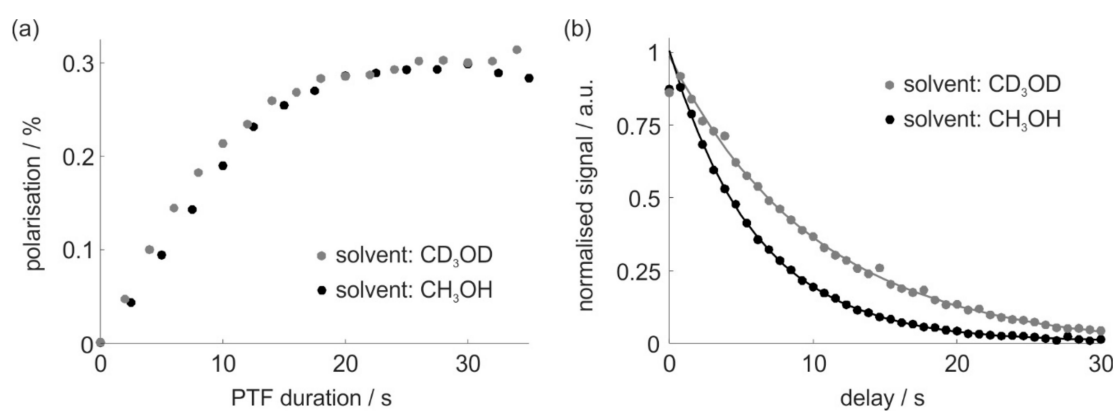 (a)
polarisation / %
0.3
0.2
0.1
0
0 10 20 30
PTF duration / s
solvent: CD₃OD
solvent: CH₃OH
(b)
normalised signal / a.u.
1
0.75
0.5
0.25
0
0 10 20 30
delay / s
solvent: CD₃OD
solvent: CH₃OH